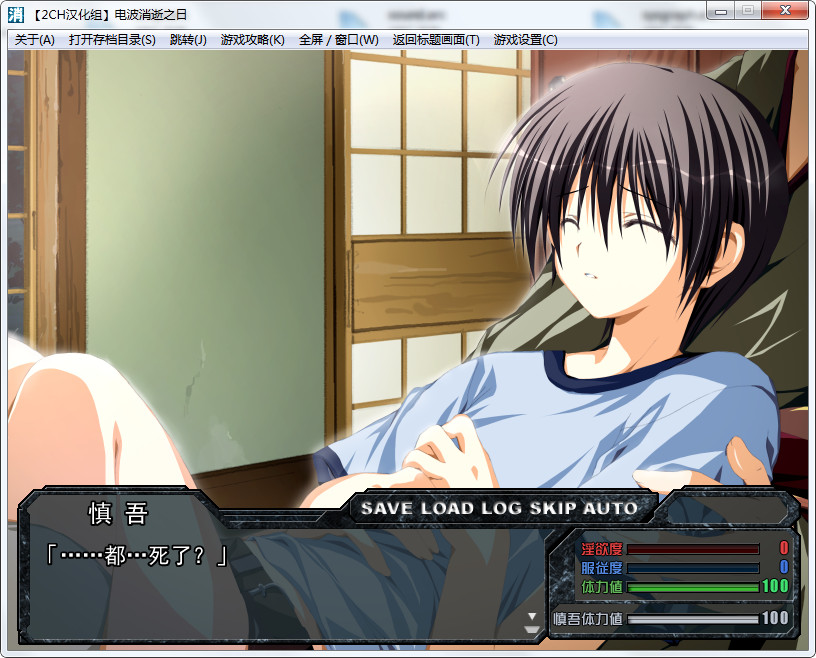 消 【2CH汉化组】电波消逝之日
关于(A) 打开存档目录(S) 跳转(J) 游戏攻略(K) 全屏 / 窗口(W) 返回标题画面(T) 游戏设置(C)
慎吾
SAVE LOAD LOG SKIP AUTO
「……都…死了？」
淫欲度 0
服従度 0
体力値 100
慎吾体力値 100